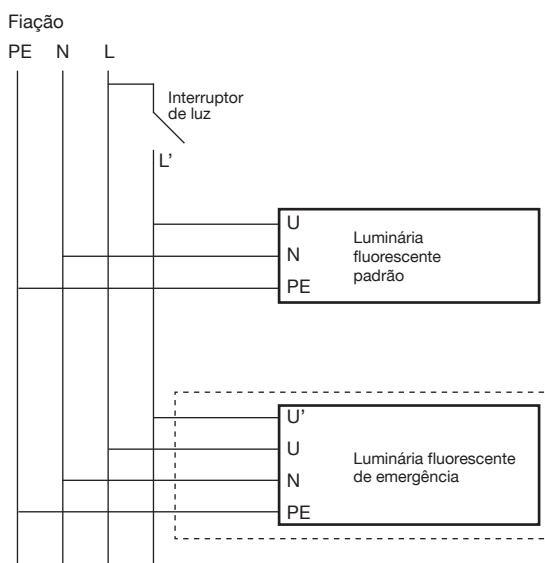 Fiação
PE N L
Interruptor
de luz
L’
U
N
PE
Luminária
fluorescente
padrão
U’
U
N
PE
Luminária fluorescente
de emergência